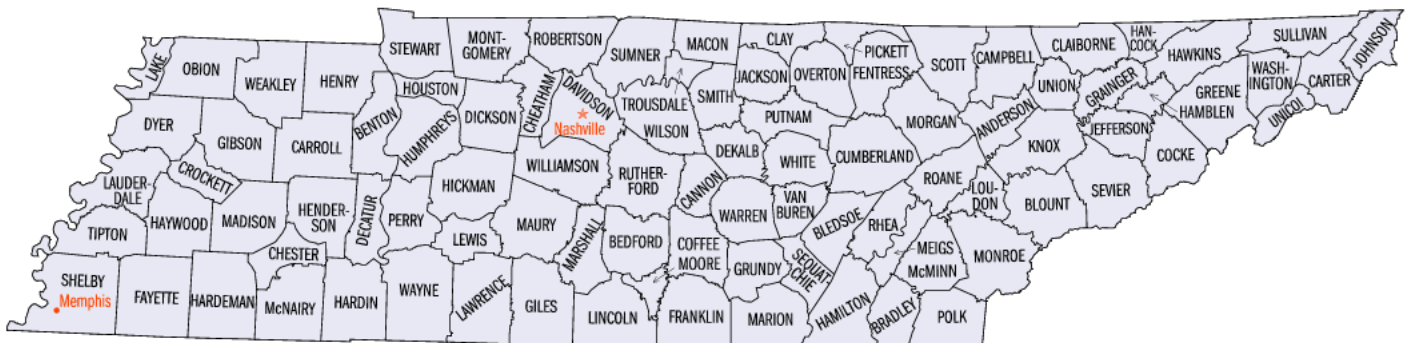 STEWART
MONT-
GOMERY
ROBERTSON
SUMNER
MACON
CLAY
PICKETT
FENTRESS
SCOTT
CAMPBELL
CLAIBORNE
HAN-
COCK
HAWKINS
SULLIVAN
JOHNSON
LAKE
OBION
WEAKLEY
HENRY
HOUSTON
CHEATHAM
DAVIDSON
TROUSDALE
SMITH
JACKSON
OVERTON
UNION
GRAINGER
GREENE
HAMBLEN
WASH-
INGTON
CARTER
UNICOI
DYER
GIBSON
CARROLL
BENTON
HUMPHREYS
DICKSON
Nashville
WILSON
PUTNAM
MORGAN
ANDERSON
KNOX
JEFFERSON
COCKE
LAUDER-
DALE
CROCKETT
HAYWOOD
MADISON
HENDER-
SON
DECATUR
PERRY
HICKMAN
WILLIAMSON
RUTHER-
FORD
CANNON
DEKALB
WHITE
CUMBERLAND
ROANE
LOU-
DON
BLOUNT
SEVIER
TIPTON
CHESTER
LEWIS
MAURY
MARSHALL
BEDFORD
COFFEE
MOORE
WARREN
VAN
BUREN
BLEDSOE
RHEA
MEIGS
McMINN
MONROE
SHELBY
Memphis
FAYETTE
HARDEMAN
McNAIRY
HARDIN
WAYNE
LAWRENCE
GILES
LINCOLN
FRANKLIN
GRUNDY
SEQUAT-
CHIE
MARION
HAMILTON
BRADLEY
POLK